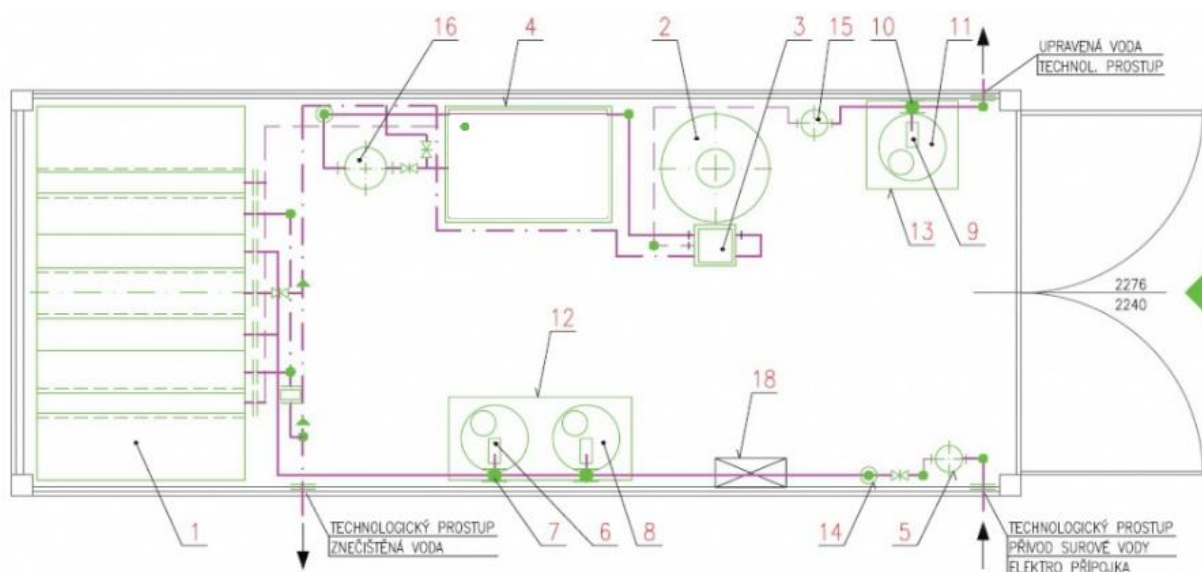 16 4 2 3 15 10 11
UPRAVENÁ VODA
TECHNOL. PROSTUP
13 9
2276
2240
12
18
1
TECHNOLOGICKÝ PROSTUP
ZNEČIŠTĚNÁ VODA
7 6 8 14 5
TECHNOLOGICKÝ PROSTUP
PŘÍVOD SUROVÉ VODY
ELEKTRO PŘÍPOJKA